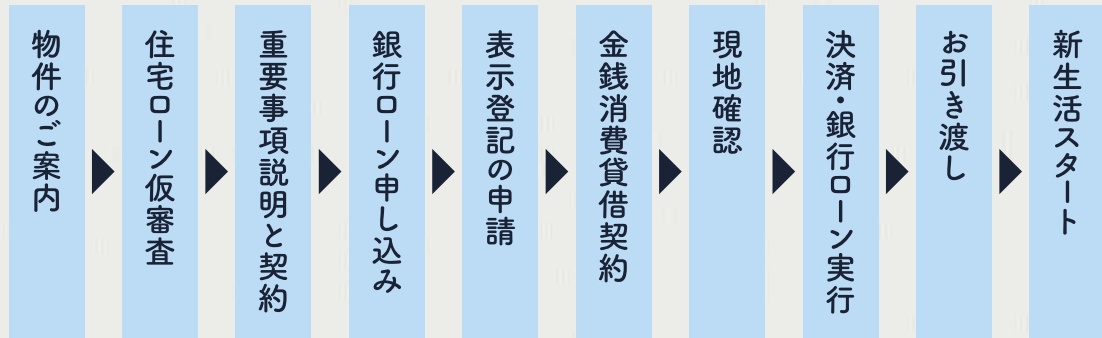 物件のご案内
住宅ローン仮審査
重要事項説明と契約
銀行ローン申し込み
表示登記の申請
金銭消費貸借契約
現地確認
決済・銀行ローン実行
お引き渡し
新生活スタート